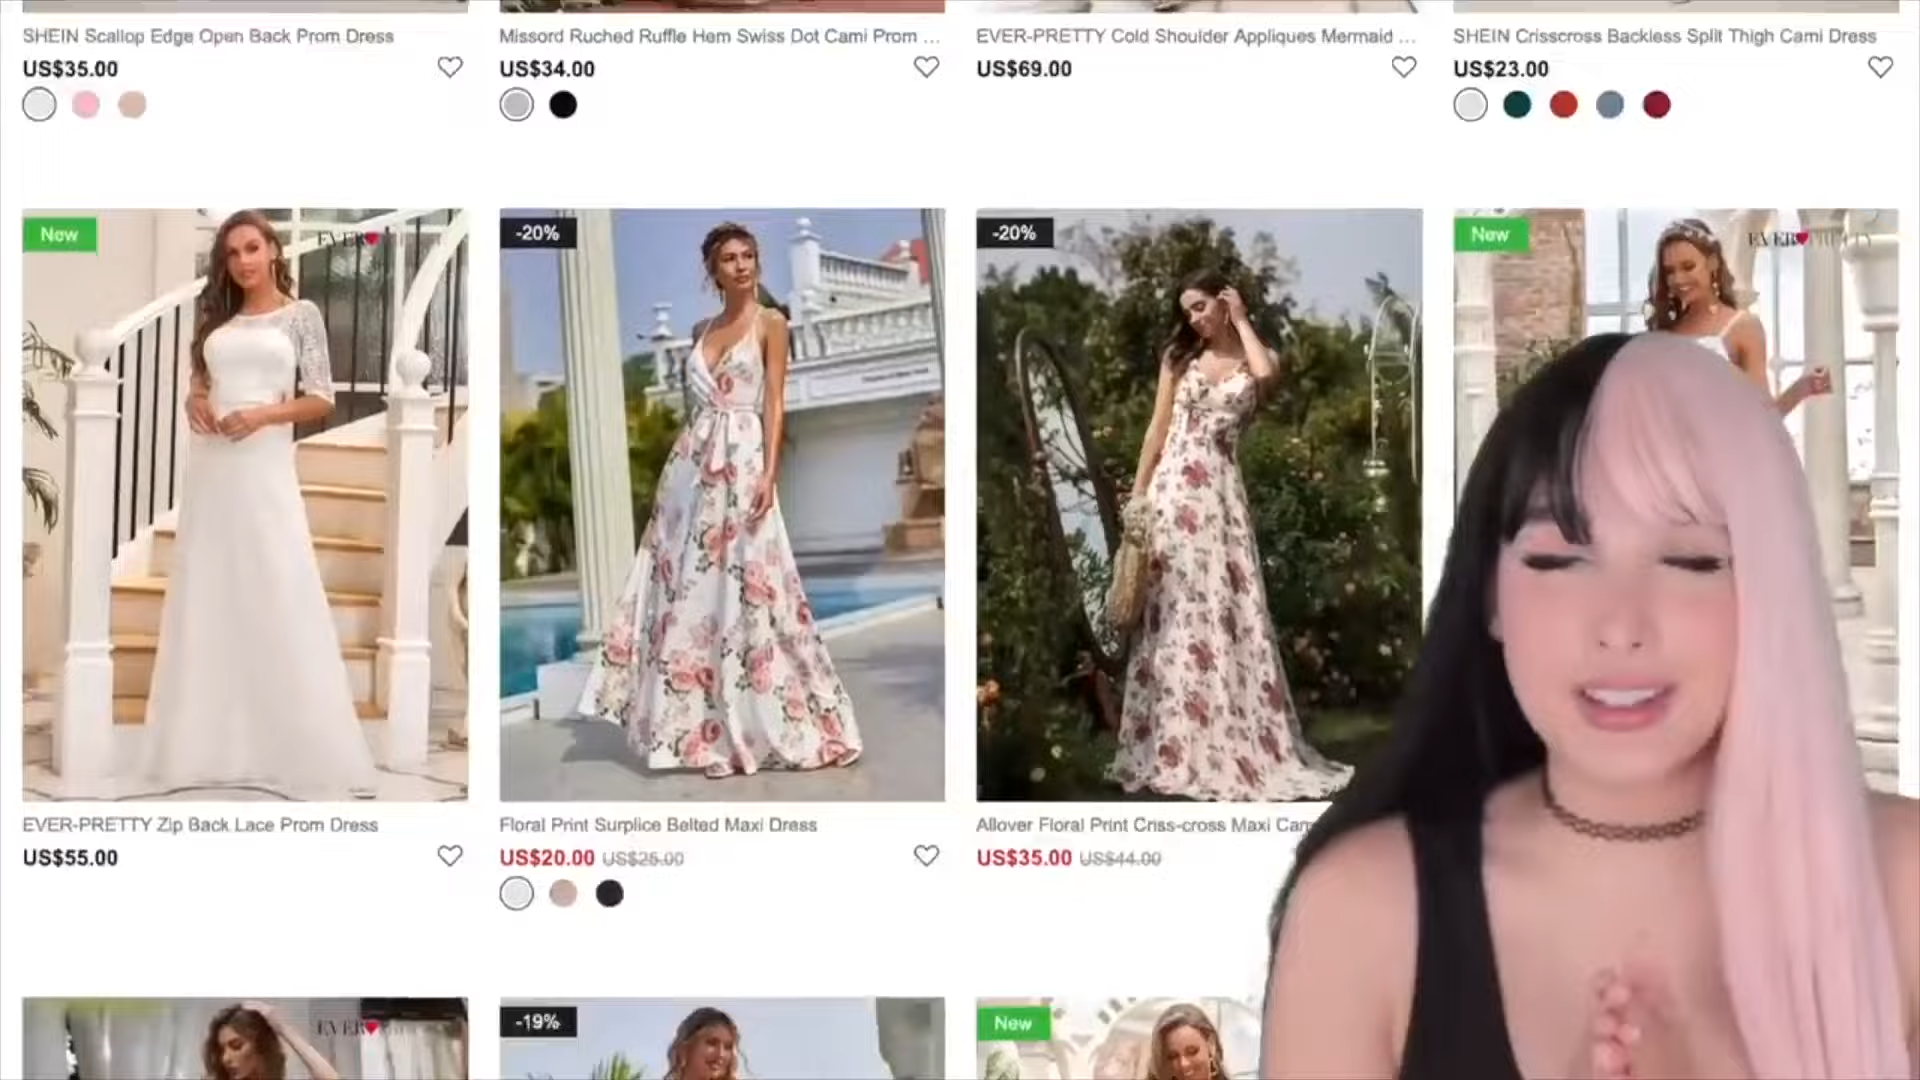 SHEIN Scallop Edge Open Back Prom Dress
US$35.00
Missord Ruched Ruffle Hem Swiss Dot Cami Prom ...
US$34.00
EVER-PRETTY Cold Shoulder Appliques Mermaid ...
US$69.00
SHEIN Crisscross Backless Split Thigh Cami Dress
US$23.00
New
EVER
-20%
-20%
New
EVER PRETTY
EVER-PRETTY Zip Back Lace Prom Dress
US$55.00
Floral Print Surplice Belted Maxi Dress
US$20.00 US$25.00
Allover Floral Print Criss-cross Maxi
US$35.00 US$44.00
EVER
-19%
New